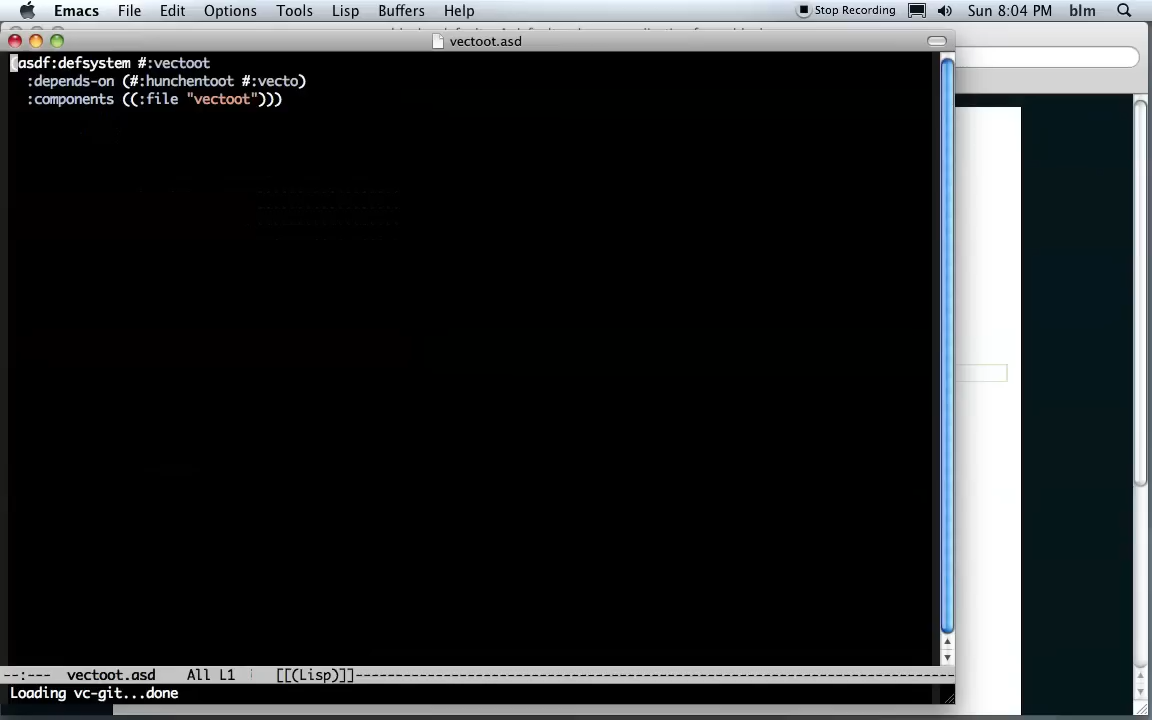 Emacs File Edit Options Tools Lisp Buffers Help Stop Recording Sun 8:04 PM blm
vectoot.asd
(asdf:defsystem #:vectoot
  :depends-on (#:hunchentoot #:vecto)
  :components ((:file "vectoot")))
--:--- vectoot.asd All L1 [[(Lisp)]]
Loading vc-git...done